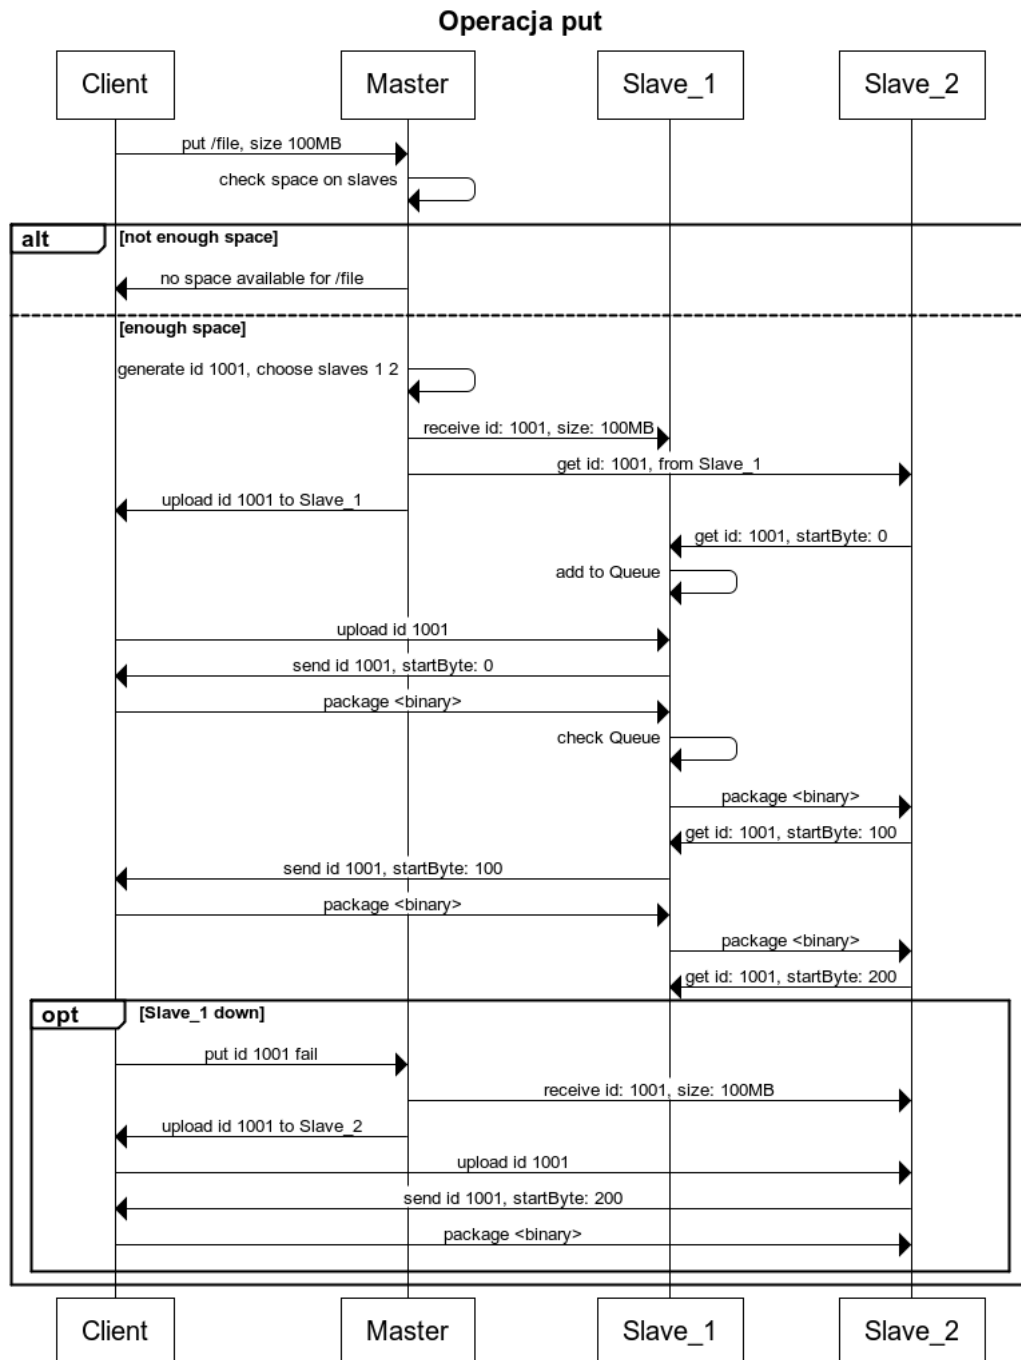 Operacja put
Client Master Slave_1 Slave_2
put /file, size 100MB
check space on slaves
alt [not enough space]
no space available for /file
[enough space]
generate id 1001, choose slaves 1 2
receive id: 1001, size: 100MB
get id: 1001, from Slave_1
upload id 1001 to Slave_1
get id: 1001, startByte: 0
add to Queue
upload id 1001
send id 1001, startByte: 0
package <binary>
check Queue
package <binary>
get id: 1001, startByte: 100
send id 1001, startByte: 100
package <binary>
package <binary>
get id: 1001, startByte: 200
opt [Slave_1 down]
put id 1001 fail
receive id: 1001, size: 100MB
upload id 1001 to Slave_2
upload id 1001
send id 1001, startByte: 200
package <binary>
Client Master Slave_1 Slave_2